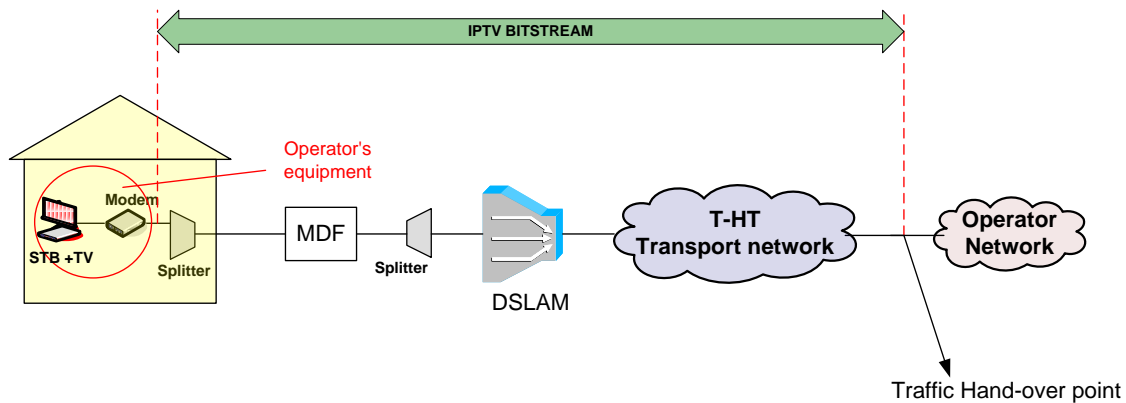 IPTV BITSTREAM
Operator's
equipment
Modem
STB +TV
Splitter
MDF
Splitter
DSLAM
T-HT
Transport network
Operator
Network
Traffic Hand-over point